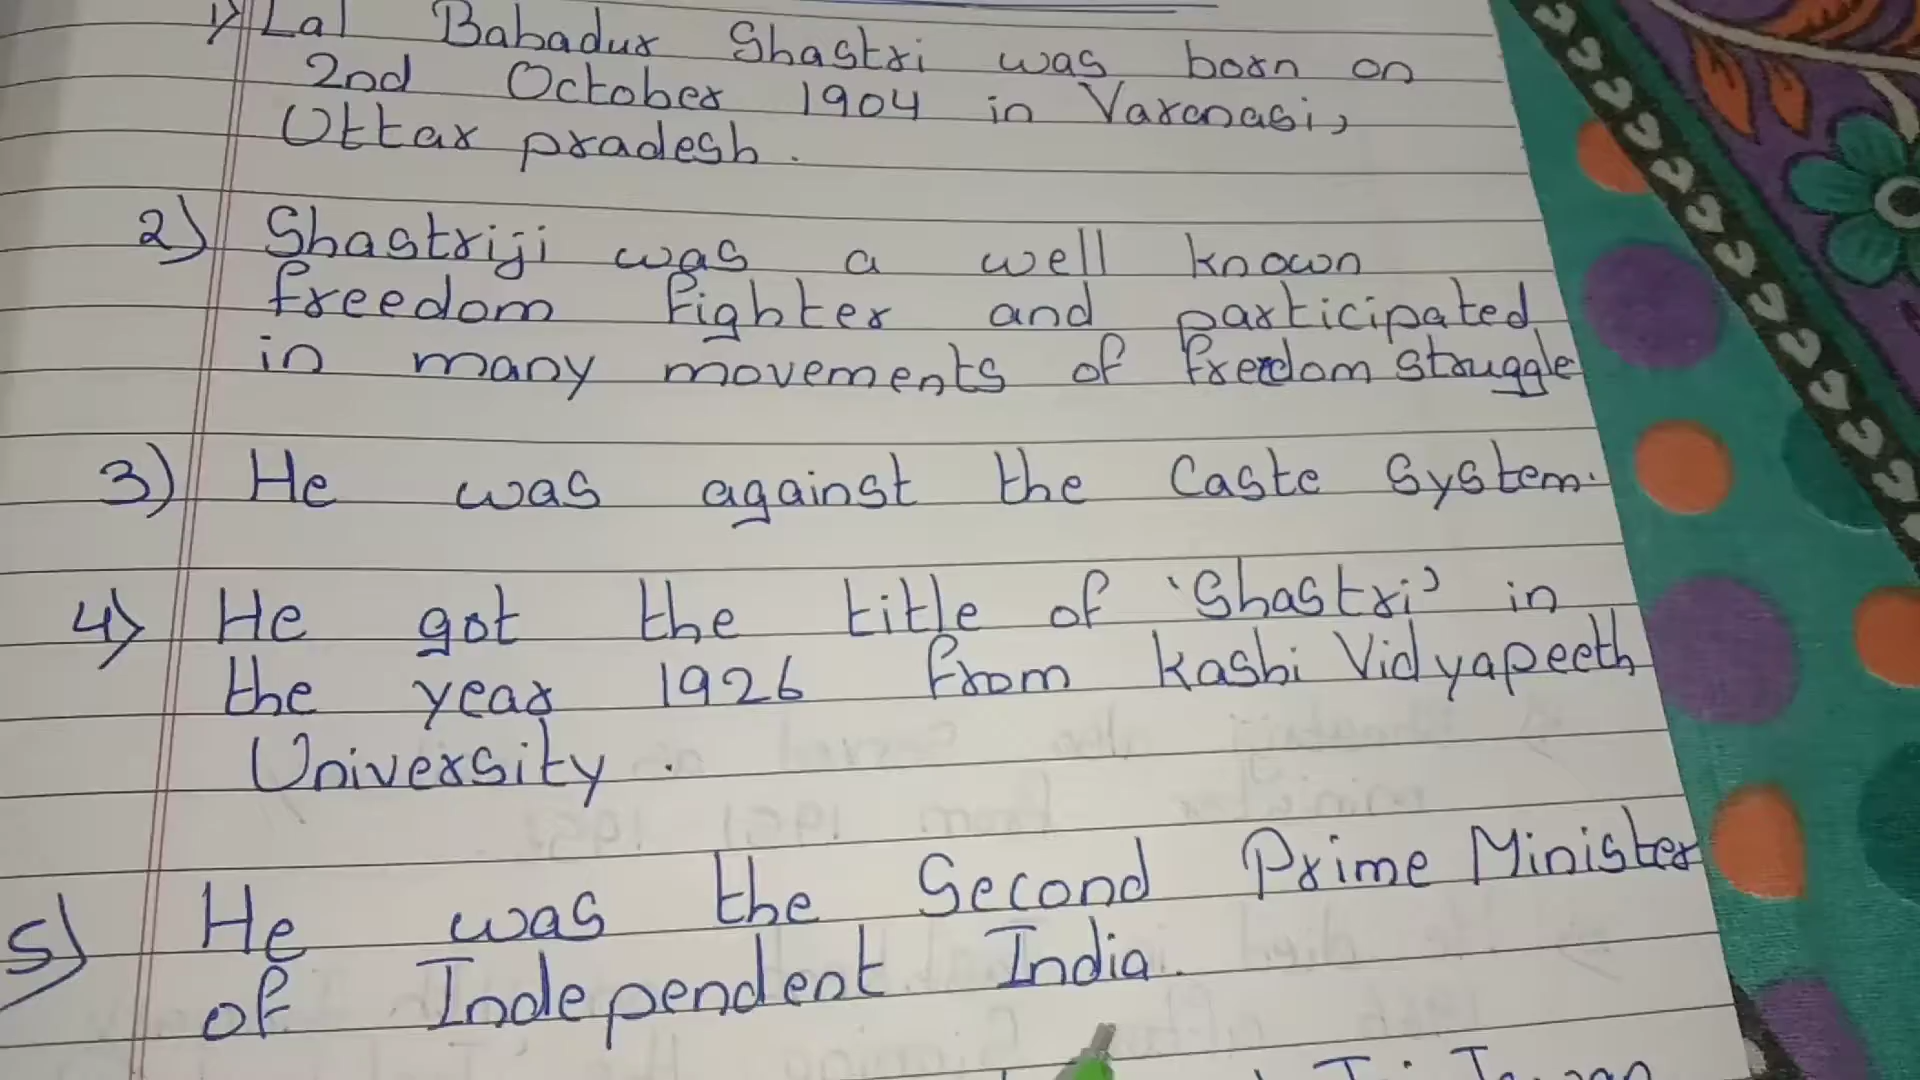 1) Lal Bahadur Shastri was born on
2nd October 1904 in Varanasi,
Uttar pradesh.
2) Shastriji was a well known
freedom fighter and participated
in many movements of freedom struggle
3) He was against the Caste System.
4) He got the title of 'Shastri' in
the year 1926 from Kashi Vidyapeeth
University.
5) He was the Second Prime Minister
of Independent India.